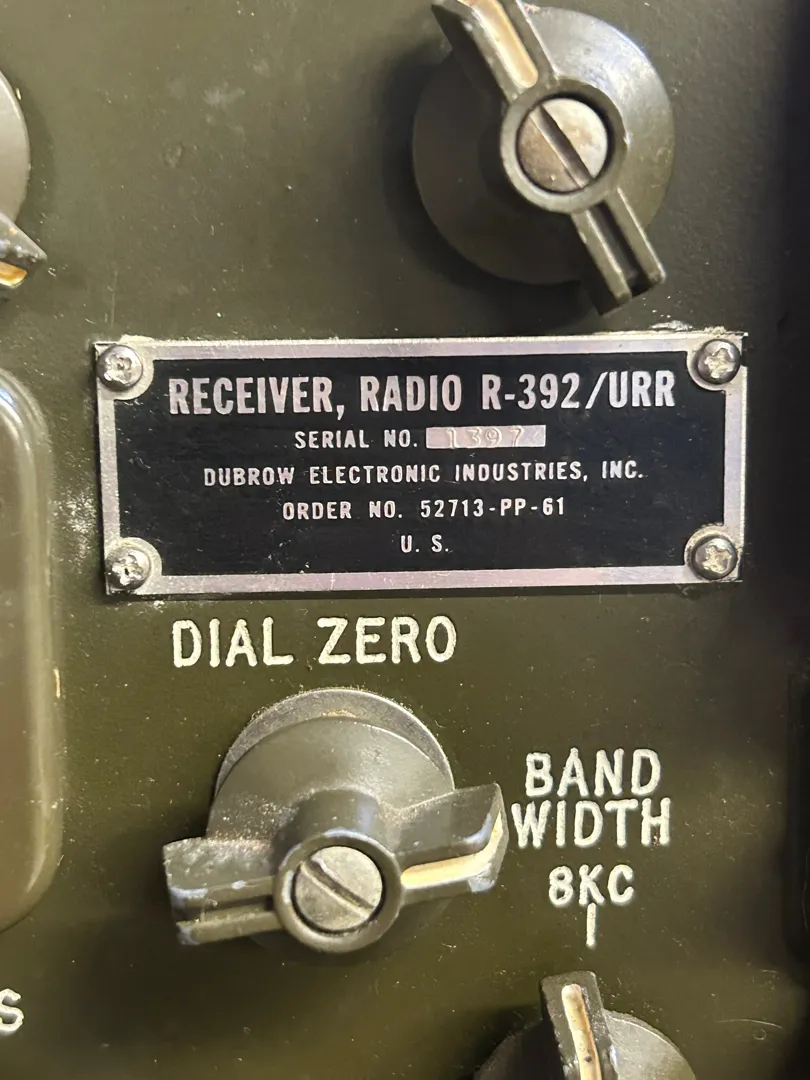 RECEIVER, RADIO R-392/URR
SERIAL NO. 1397
DUBROW ELECTRONIC INDUSTRIES, INC.
ORDER NO. 52713-PP-61
U. S.
DIAL ZERO
BAND
WIDTH
8KC
S